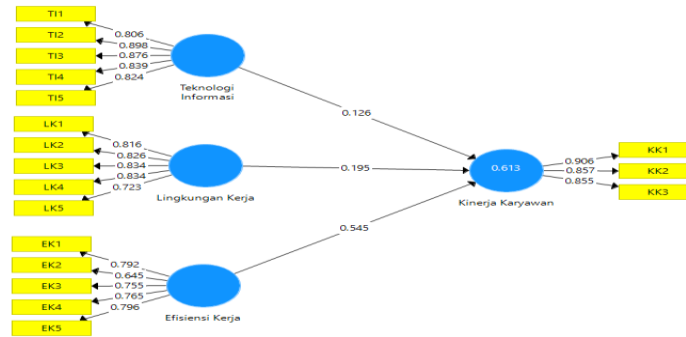 TI1
TI2
TI3
TI4
TI5
0.806
0.898
0.876
0.839
0.824
Teknologi
Informasi
LK1
LK2
LK3
LK4
LK5
0.816
0.826
0.834
0.834
0.723
Lingkungan Kerja
EK1
EK2
EK3
EK4
EK5
0.792
0.645
0.755
0.765
0.796
Efisiensi Kerja
0.126
0.195
0.545
0.613
Kinerja Karyawan
0.906
0.857
0.855
KK1
KK2
KK3